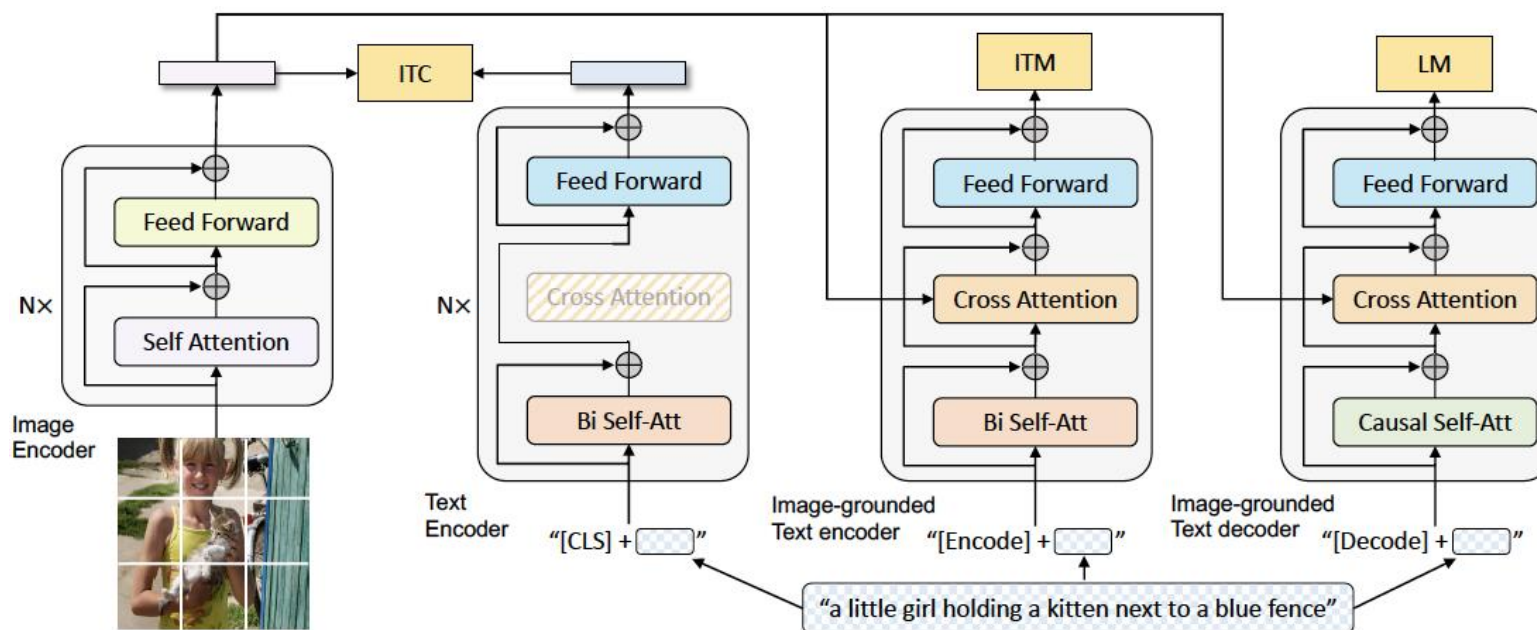 ITC
ITM
LM
Feed Forward
Self Attention
N×
Image
Encoder
Feed Forward
Cross Attention
Bi Self-Att
N×
Text
Encoder
“[CLS] + ”
Feed Forward
Cross Attention
Bi Self-Att
Image-grounded
Text encoder
“[Encode] + ”
Feed Forward
Cross Attention
Causal Self-Att
Image-grounded
Text decoder
“[Decode] + ”
“a little girl holding a kitten next to a blue fence”